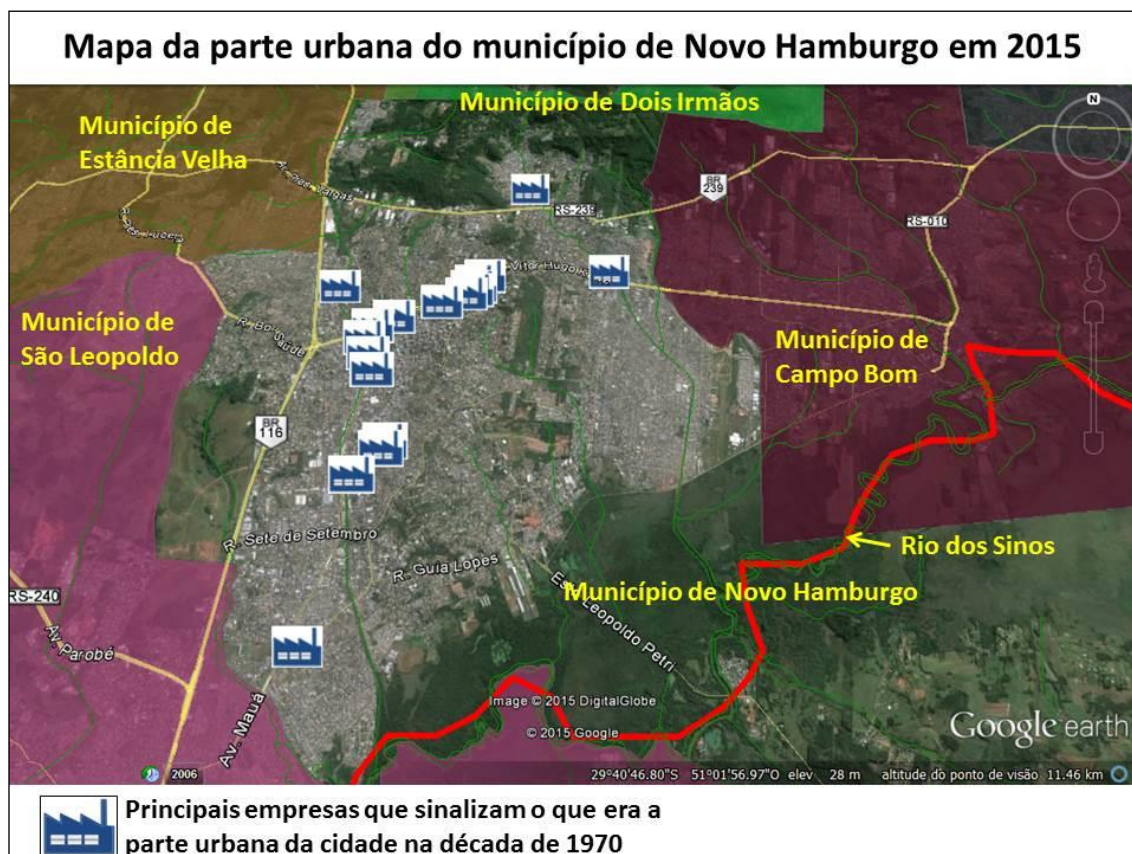 Mapa da parte urbana do município de Novo Hamburgo em 2015
Município de Dois Irmãos
Município de
Estância Velha
N
BR
239
RS-239
RS-010
Município de
São Leopoldo
Município de
Campo Bom
BR
116
R. Sete de Setembro
R. Guia Lopes
Rio dos Sinos
Município de Novo Hamburgo
RS-240
Av. Parobé
Leopoldo Petri
Av. Mauá
Image © 2015 DigitalGlobe
© 2015 Google
Google earth
2006
29°40'46.80"S 51°01'56.97"O elev 28 m altitude do ponto de visão 11.46 km
Principais empresas que sinalizam o que era a
parte urbana da cidade na década de 1970